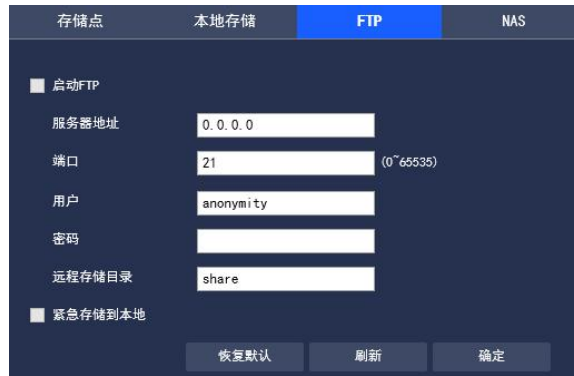 存储点 本地存储 FTP NAS
启动FTP
服务器地址 0.0.0.0
端口 21 (0~65535)
用户 anonymity
密码
远程存储目录 share
紧急存储到本地
恢复默认 刷新 确定